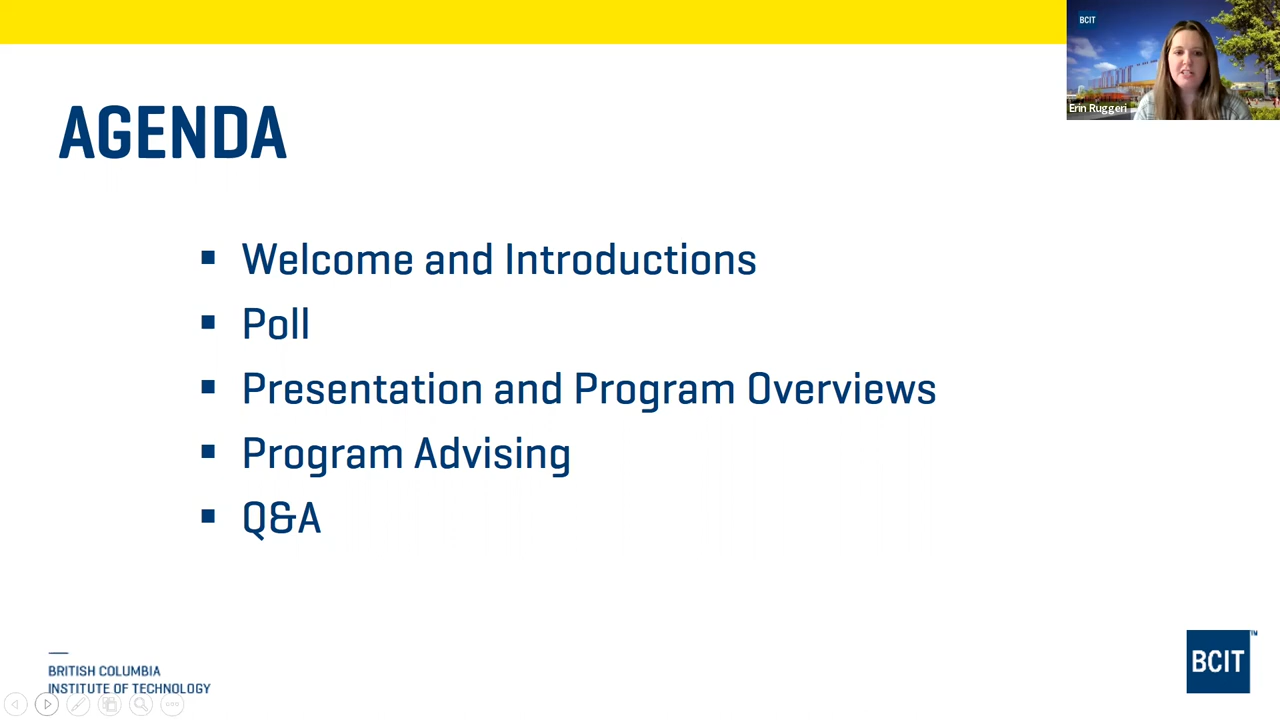 BCIT
Erin Ruggeri
AGENDA
Welcome and Introductions
Poll
Presentation and Program Overviews
Program Advising
Q&A
BRITISH COLUMBIA
INSTITUTE OF TECHNOLOGY
BCIT™